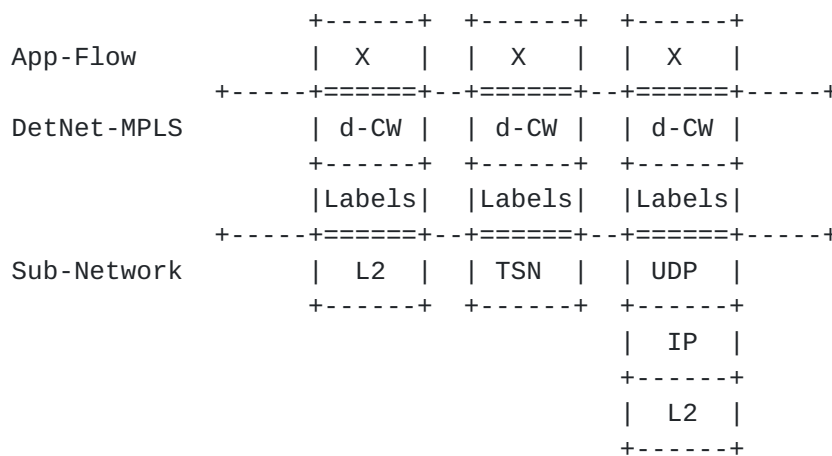 +------+  +------+  +------+
App-Flow              |  X   |  |  X   |  |  X   |
                +-----+======+--+======+--+======+-----+
DetNet-MPLS           | d-CW |  | d-CW |  | d-CW |
                      +------+  +------+  +------+
                      |Labels|  |Labels|  |Labels|
                +-----+======+--+======+--+======+-----+
Sub-Network           |  L2  |  | TSN  |  | UDP  |
                      +------+  +------+  +------+
                                          |  IP  |
                                          +------+
                                          |  L2  |
                                          +------+